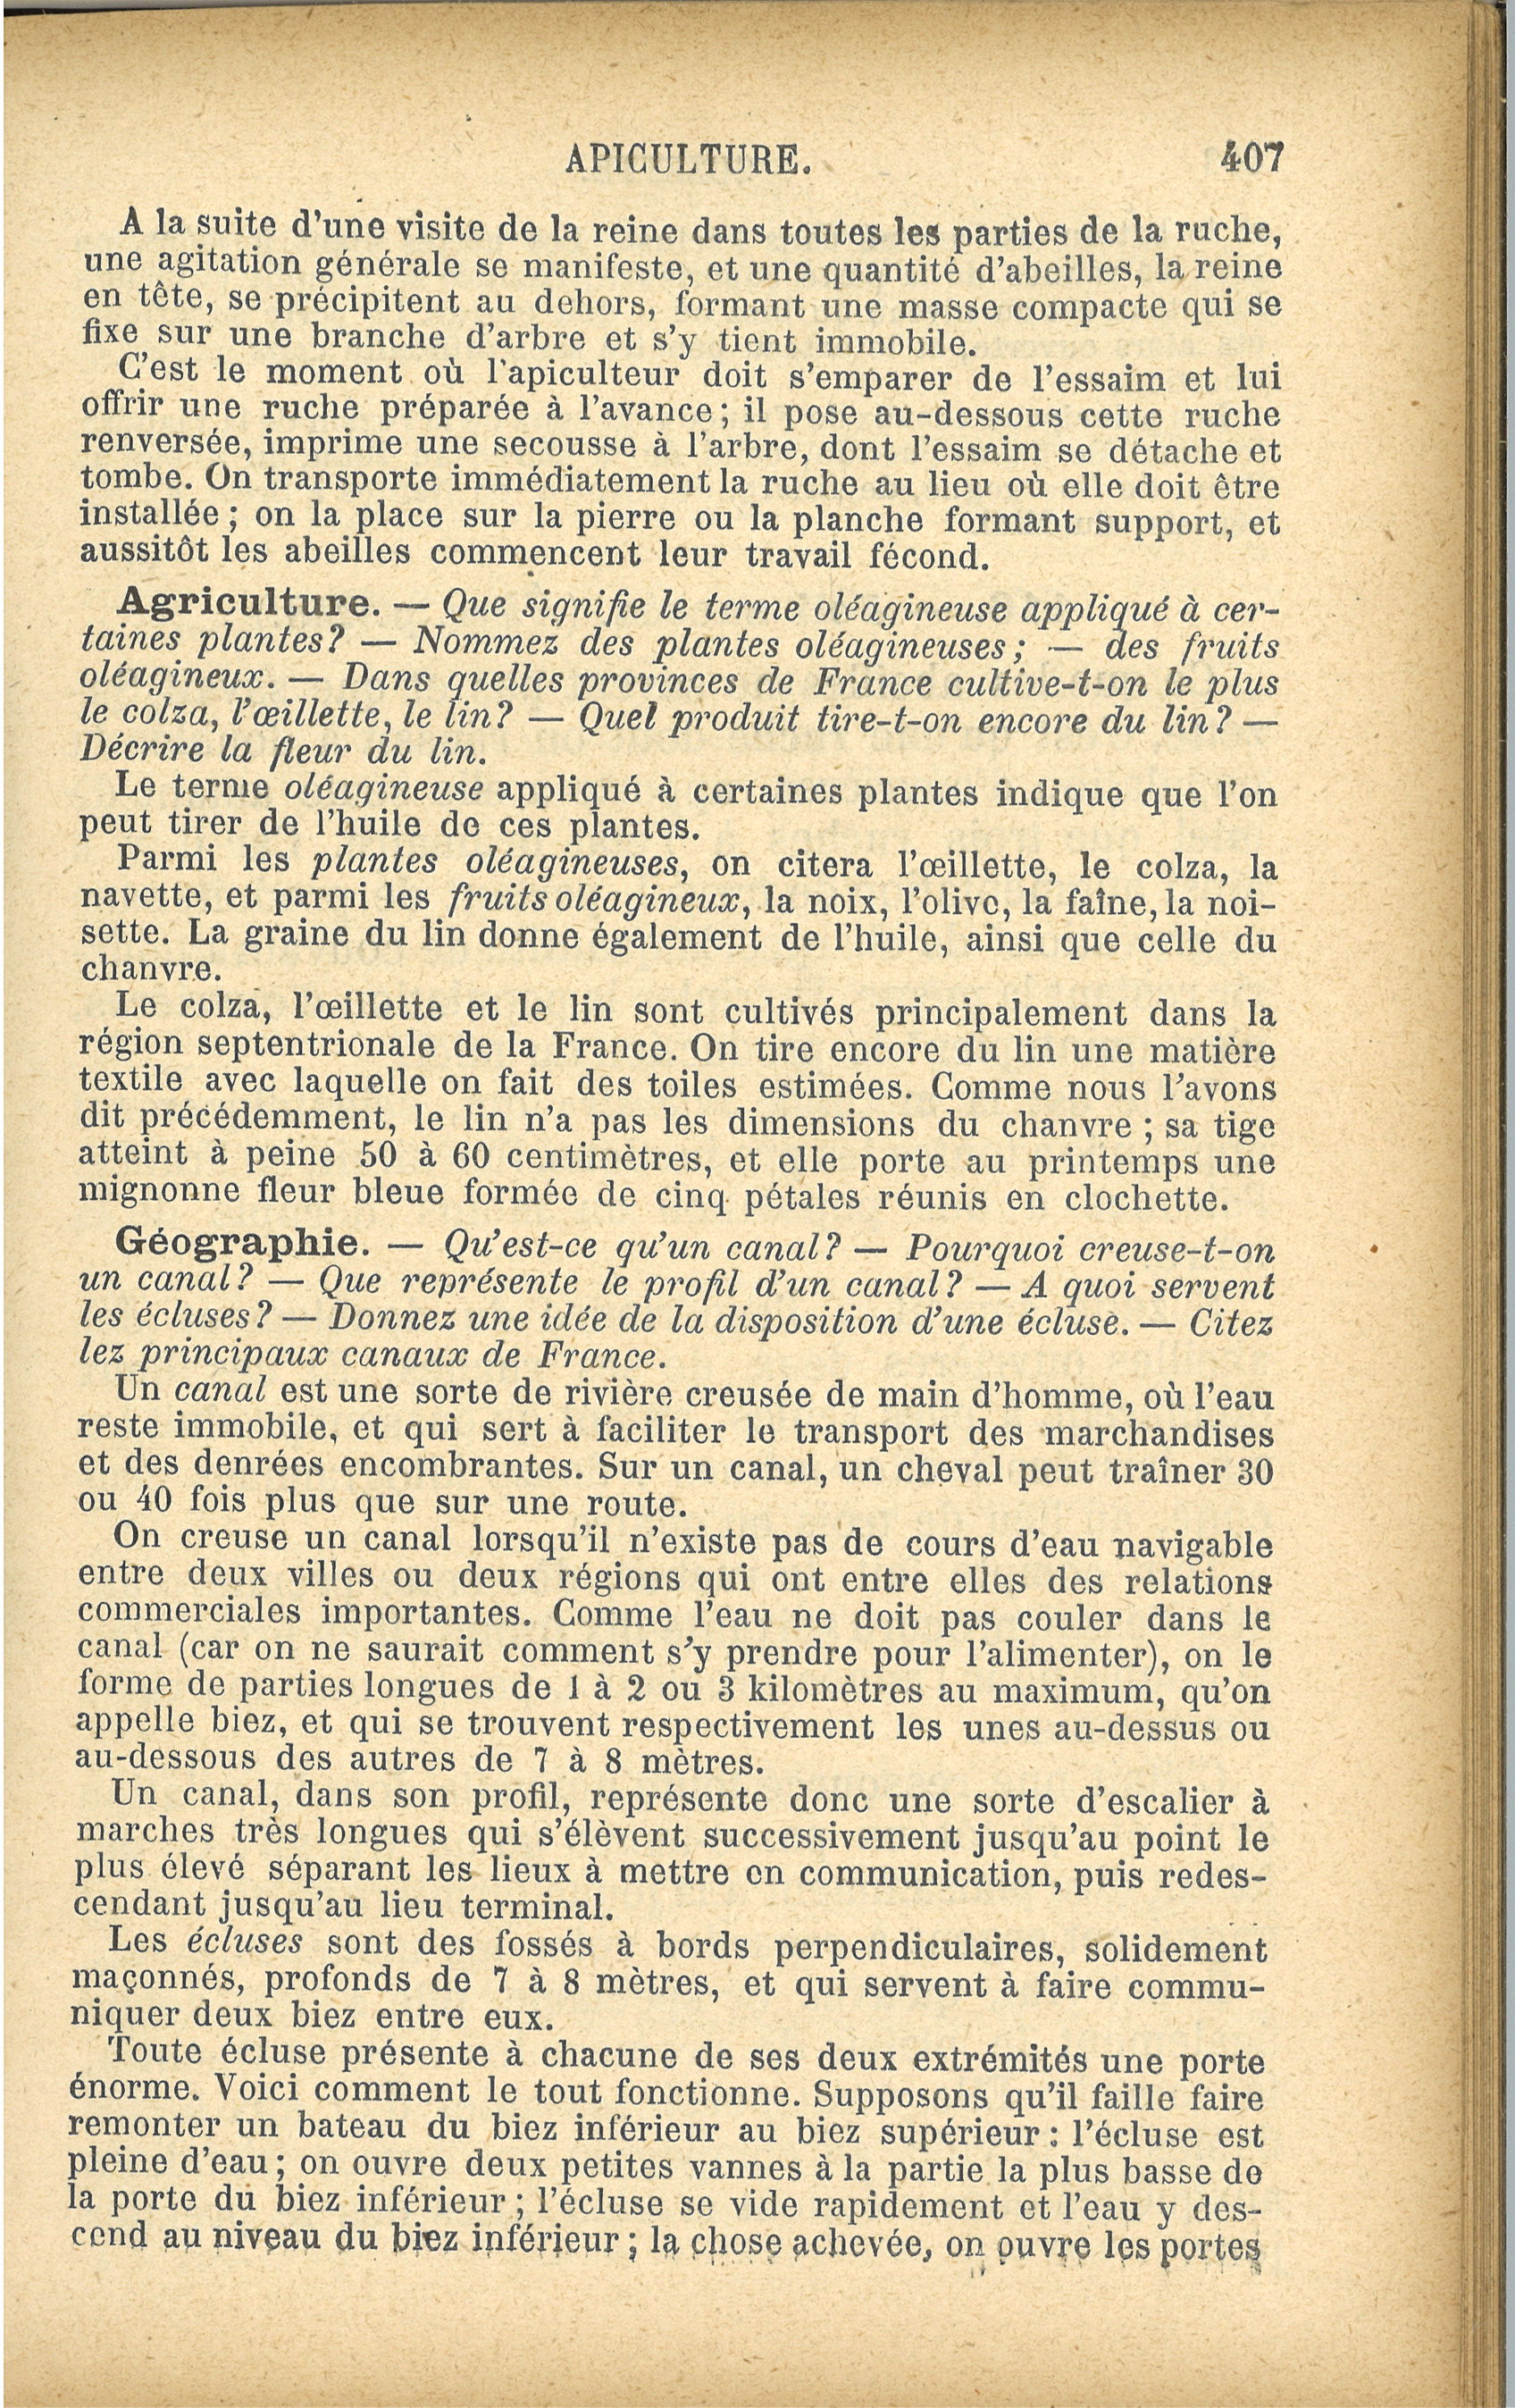 APICULTURE. 407
A la suite d'une visite de la reine dans toutes les parties de la ruche,
une agitation générale se manifeste, et une quantité d'abeilles, la reine
en tête, se précipitent au dehors, formant une masse compacte qui se
fixe sur une branche d'arbre et s'y tient immobile.
C'est le moment où l'apiculteur doit s'emparer de l'essaim et lui
offrir une ruche préparée à l'avance; il pose au-dessous cette ruche
renversée, imprime une secousse à l'arbre, dont l'essaim se détache et
tombe. On transporte immédiatement la ruche au lieu où elle doit être
installée; on la place sur la pierre ou la planche formant support, et
aussitôt les abeilles commencent leur travail fécond.
Agriculture. — Que signifie le terme oléagineuse appliqué à cer-
taines plantes? — Nommez des plantes oléagineuses; — des fruits
oléagineux. — Dans quelles provinces de France cultive-t-on le plus
le colza, l'œillette, le lin? — Quel produit tire-t-on encore du lin? —
Décrire la fleur du lin.
Le terme oléagineuse appliqué à certaines plantes indique que l'on
peut tirer de l'huile de ces plantes.
Parmi les plantes oléagineuses, on citera l'œillette, le colza, la
navette, et parmi les fruits oléagineux, la noix, l'olive, la faîne, la noi-
sette. La graine du lin donne également de l'huile, ainsi que celle du
chanvre.
Le colza, l'œillette et le lin sont cultivés principalement dans la
région septentrionale de la France. On tire encore du lin une matière
textile avec laquelle on fait des toiles estimées. Comme nous l'avons
dit précédemment, le lin n'a pas les dimensions du chanvre; sa tige
atteint à peine 50 à 60 centimètres, et elle porte au printemps une
mignonne fleur bleue formée de cinq pétales réunis en clochette.
Géographie. — Qu'est-ce qu'un canal? — Pourquoi creuse-t-on
un canal? — Que représente le profil d'un canal? — A quoi servent
les écluses? — Donnez une idée de la disposition d'une écluse. — Citez
lez principaux canaux de France.
Un canal est une sorte de rivière creusée de main d'homme, où l'eau
reste immobile, et qui sert à faciliter le transport des marchandises
et des denrées encombrantes. Sur un canal, un cheval peut traîner 30
ou 40 fois plus que sur une route.
On creuse un canal lorsqu'il n'existe pas de cours d'eau navigable
entre deux villes ou deux régions qui ont entre elles des relations
commerciales importantes. Comme l'eau ne doit pas couler dans le
canal (car on ne saurait comment s'y prendre pour l'alimenter), on le
forme de parties longues de 1 à 2 ou 3 kilomètres au maximum, qu'on
appelle biez, et qui se trouvent respectivement les unes au-dessus ou
au-dessous des autres de 7 à 8 mètres.
Un canal, dans son profil, représente donc une sorte d'escalier à
marches très longues qui s'élèvent successivement jusqu'au point le
plus élevé séparant les lieux à mettre en communication, puis redes-
cendant jusqu'au lieu terminal.
Les écluses sont des fossés à bords perpendiculaires, solidement
maçonnés, profonds de 7 à 8 mètres, et qui servent à faire commu-
niquer deux biez entre eux.
Toute écluse présente à chacune de ses deux extrémités une porte
énorme. Voici comment le tout fonctionne. Supposons qu'il faille faire
remonter un bateau du biez inférieur au biez supérieur: l'écluse est
pleine d'eau; on ouvre deux petites vannes à la partie la plus basse de
la porte du biez inférieur; l'écluse se vide rapidement et l'eau y des-
cend au niveau du biez inférieur; la chose achevée, on ouvre les portes